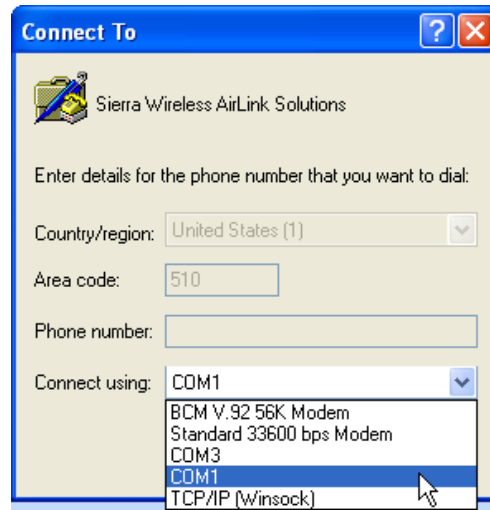 Connect To
Sierra Wireless AirLink Solutions
Enter details for the phone number that you want to dial:
Country/region: United States (1)
Area code: 510
Phone number:
Connect using: COM1
BCM V.92 56K Modem
Standard 33600 bps Modem
COM3
COM1
TCP/IP (Winsock)